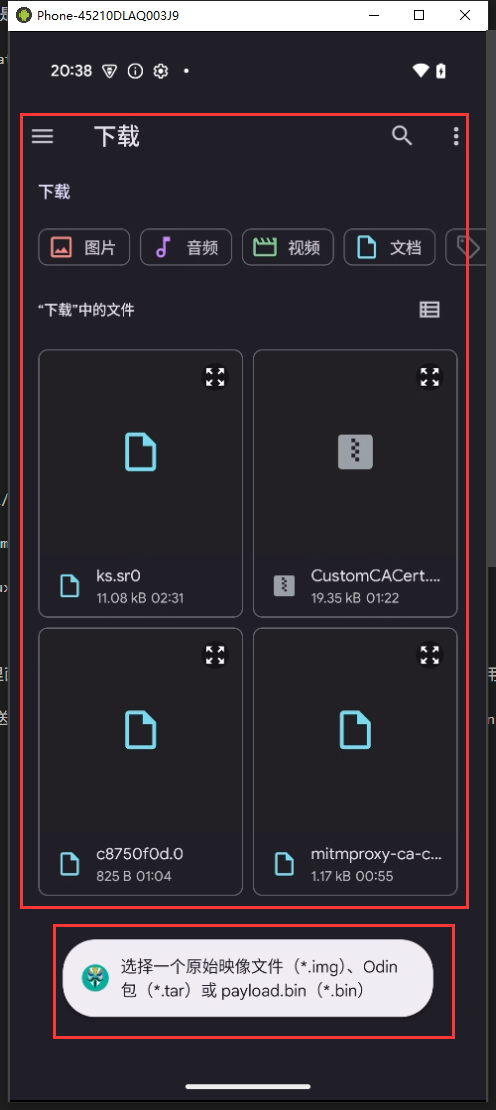 Phone-45210DLAQ003J9
20:38
下载
下载
图片
音频
视频
文档
“下载”中的文件
ks.sr0
11.08 kB 02:31
CustomCACert....
19.35 kB 01:22
c8750f0d.0
825 B 01:04
mitmproxy-ca-c...
1.17 kB 00:55
选择一个原始映像文件（*.img）、Odin
包（*.tar）或 payload.bin（*.bin）